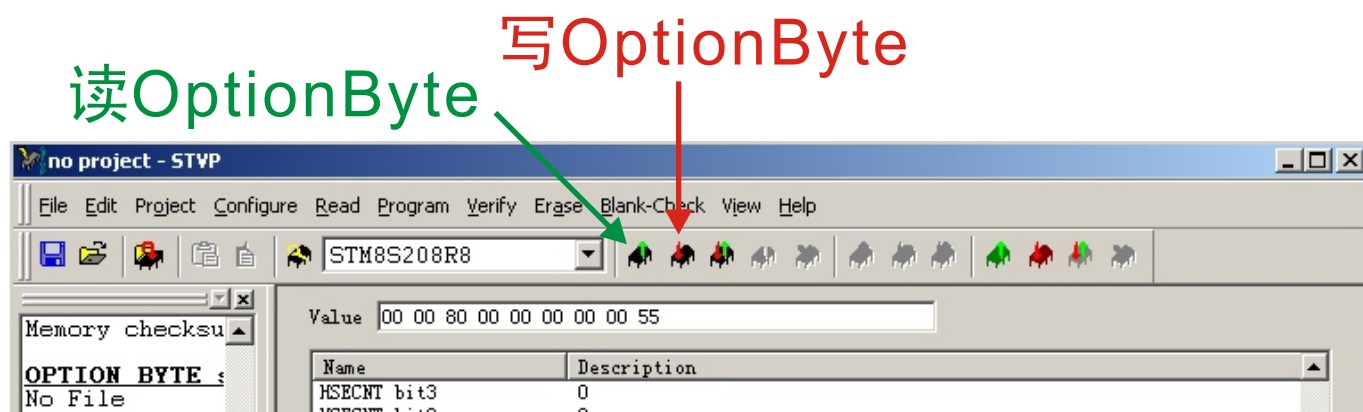 写OptionByte
读OptionByte
no project - STVP
File Edit Project Configure Read Program Verify Erase Blank-Check View Help
STM8S208R8
Value 00 00 80 00 00 00 00 00 55
Memory checksu
Name Description
OPTION BYTE s
HSECNT bit3 0
No File